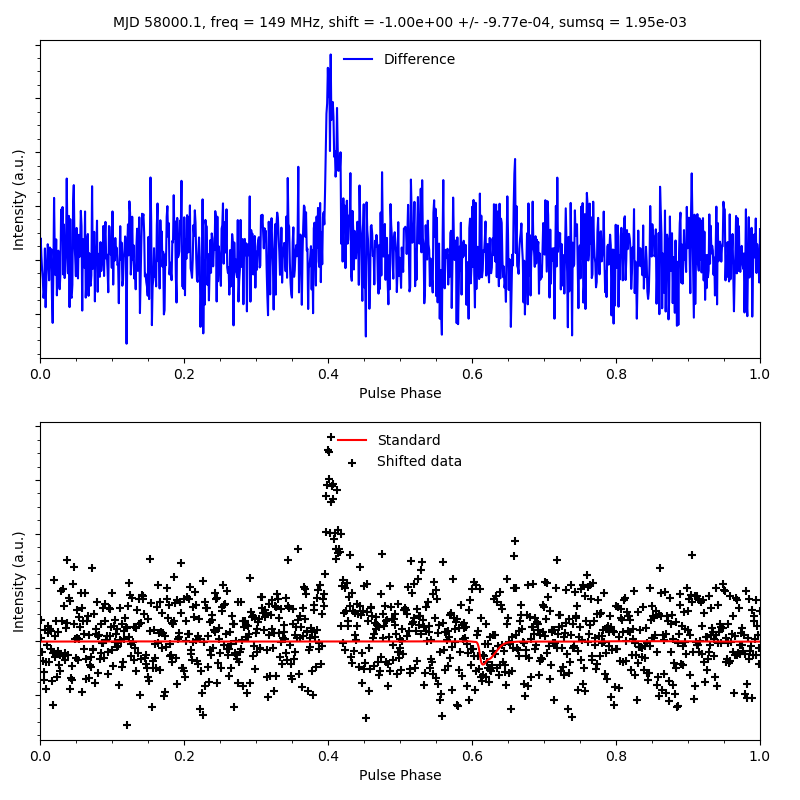 MJD 58000.1, freq = 149 MHz, shift = -1.00e+00 +/- -9.77e-04, sumsq = 1.95e-03
Difference
Intensity (a.u.)
0.0 0.2 0.4 0.6 0.8 1.0
Pulse Phase
Standard
Shifted data
Intensity (a.u.)
0.0 0.2 0.4 0.6 0.8 1.0
Pulse Phase